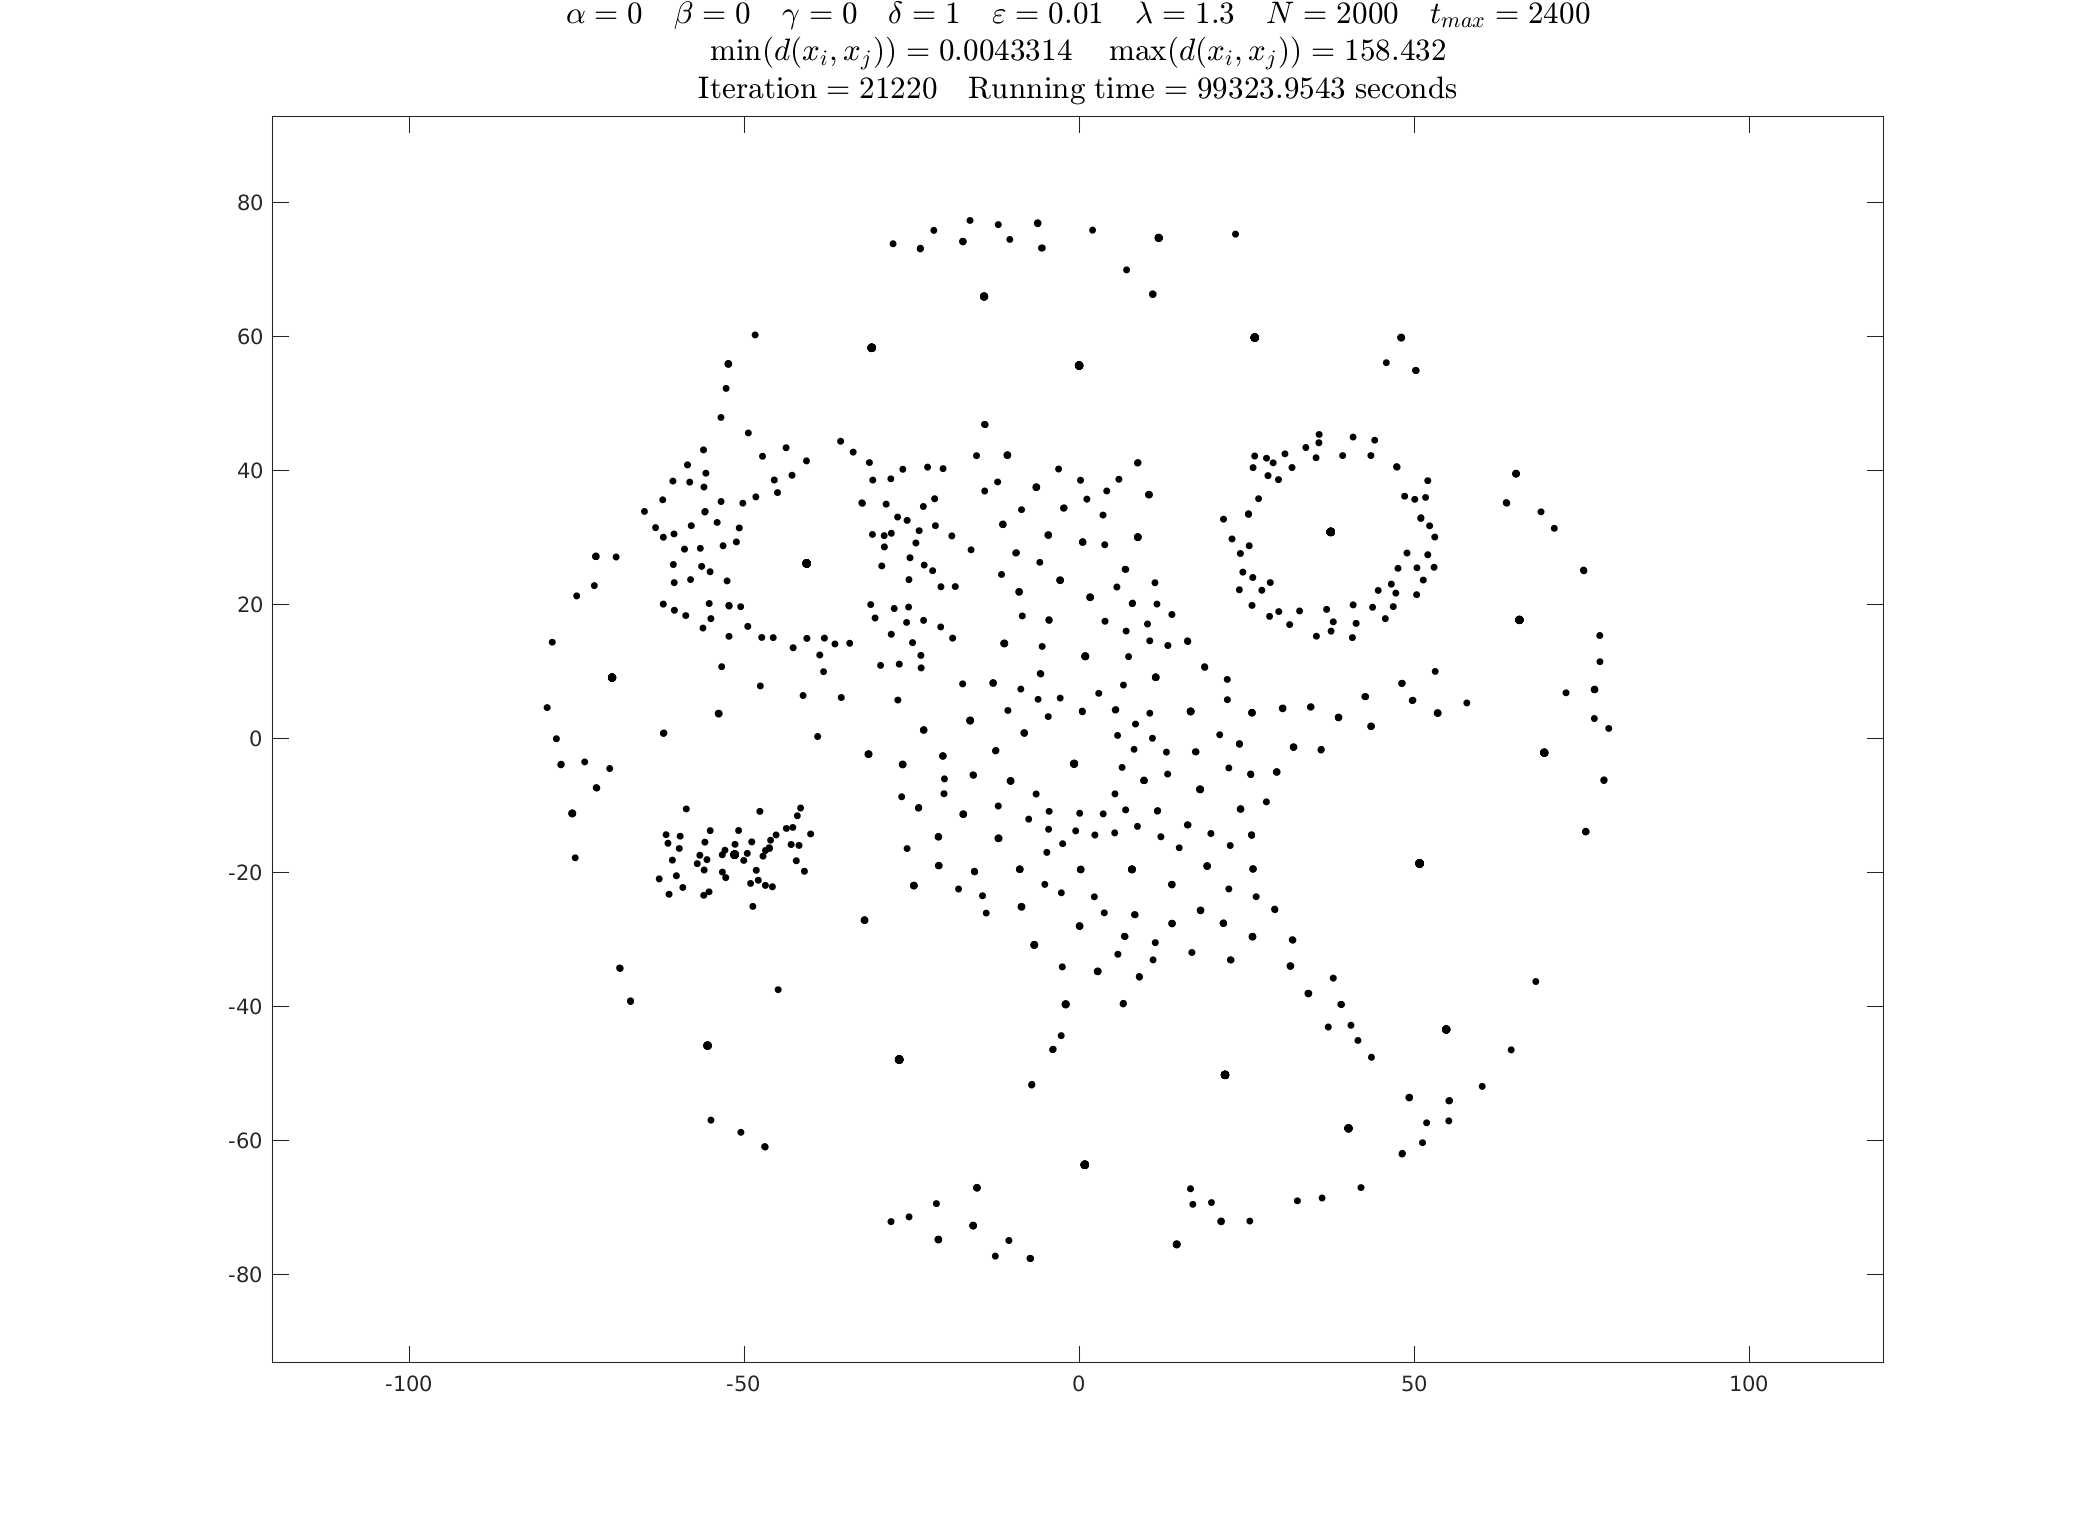 α = 0 β = 0 γ = 0 δ = 1 ε = 0.01 λ = 1.3 N = 2000 t_max = 2400
min(d(x_i, x_j)) = 0.0043314 max(d(x_i, x_j)) = 158.432
Iteration = 21220 Running time = 99323.9543 seconds
80
60
40
20
0
-20
-40
-60
-80
-100 -50 0 50 100